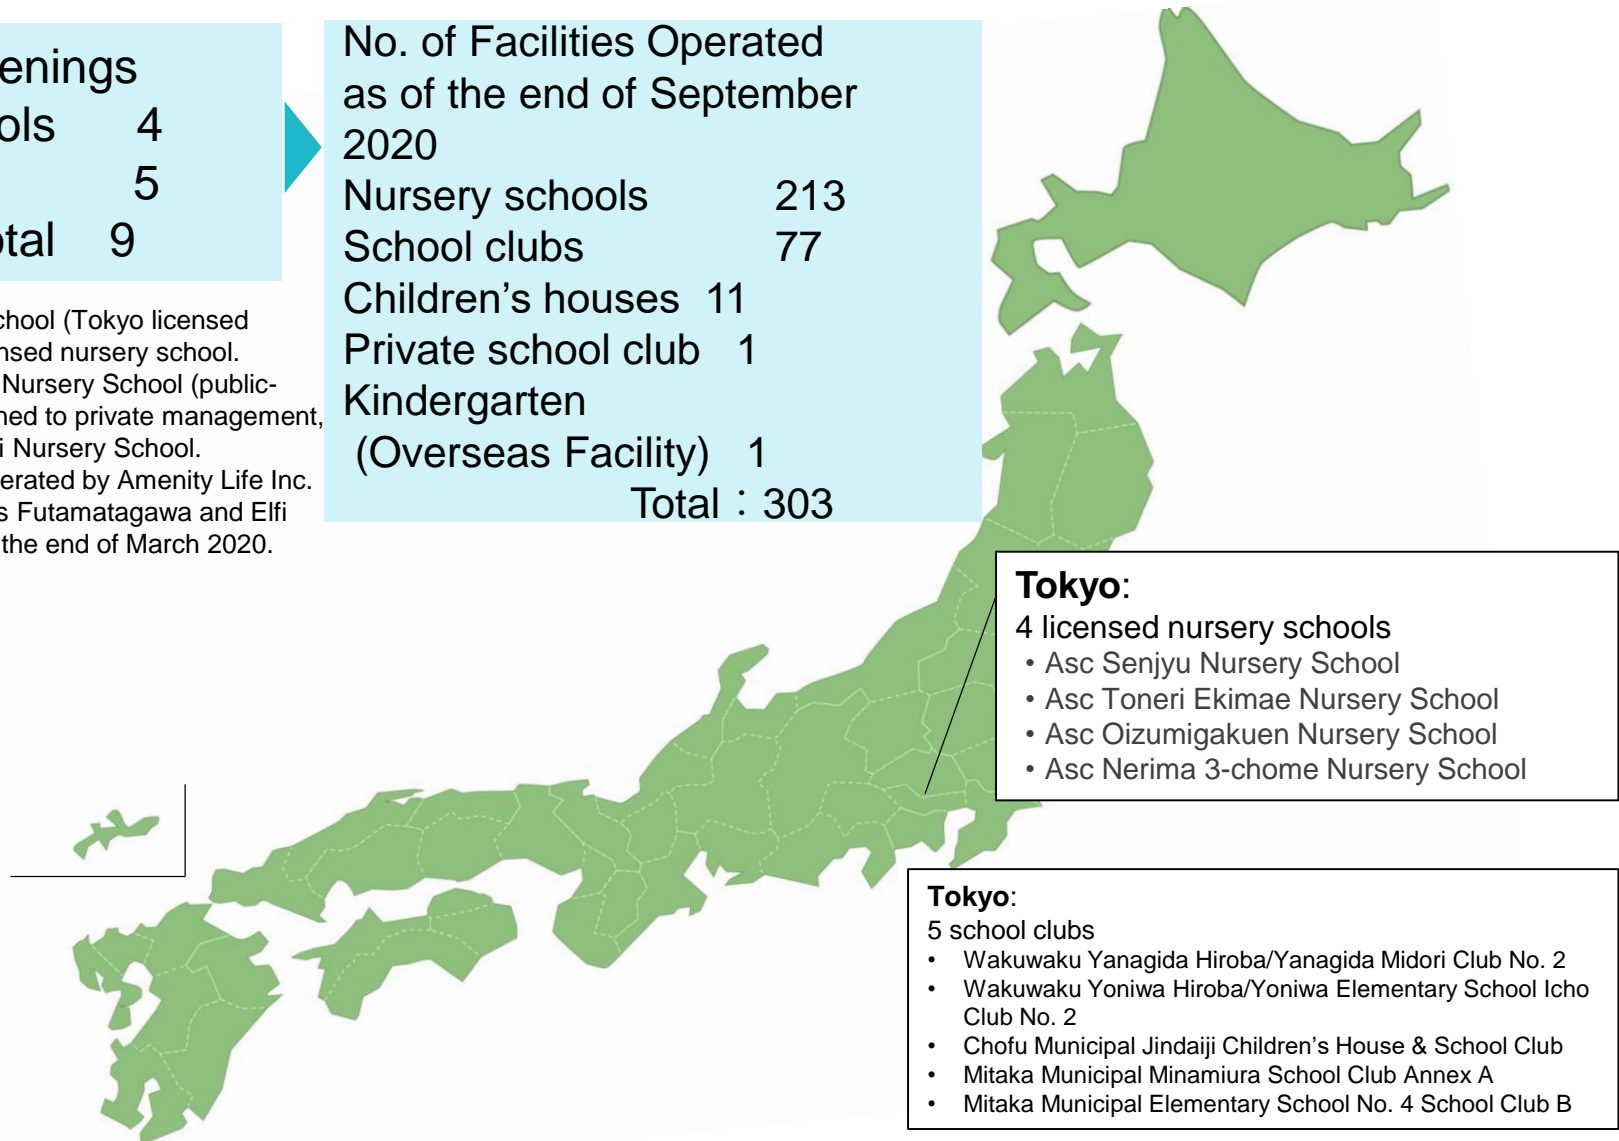 enings
ols 4
5
otal 9
chool (Tokyo licensed
nsed nursery school.
Nursery School (public-
ned to private management,
i Nursery School.
erated by Amenity Life Inc.
s Futamatagawa and Elfi
the end of March 2020.
No. of Facilities Operated
as of the end of September
2020
Nursery schools 213
School clubs 77
Children’s houses 11
Private school club 1
Kindergarten
(Overseas Facility) 1
Total：303
Tokyo:
4 licensed nursery schools
• Asc Senjyu Nursery School
• Asc Toneri Ekimae Nursery School
• Asc Oizumigakuen Nursery School
• Asc Nerima 3-chome Nursery School
Tokyo:
5 school clubs
• Wakuwaku Yanagida Hiroba/Yanagida Midori Club No. 2
• Wakuwaku Yoniwa Hiroba/Yoniwa Elementary School Icho
Club No. 2
• Chofu Municipal Jindaiji Children’s House & School Club
• Mitaka Municipal Minamiura School Club Annex A
• Mitaka Municipal Elementary School No. 4 School Club B